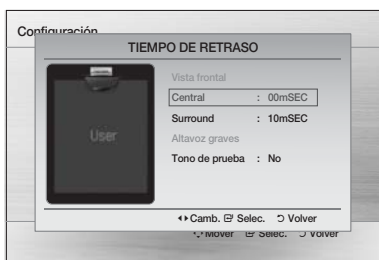 Configuración
TIEMPO DE RETRASO
Vista frontal
Central : 00mSEC
Surround : 10mSEC
User
Altavoz graves
Tono de prueba : No
Camb. Selec. Volver
Mover Selec. Volver